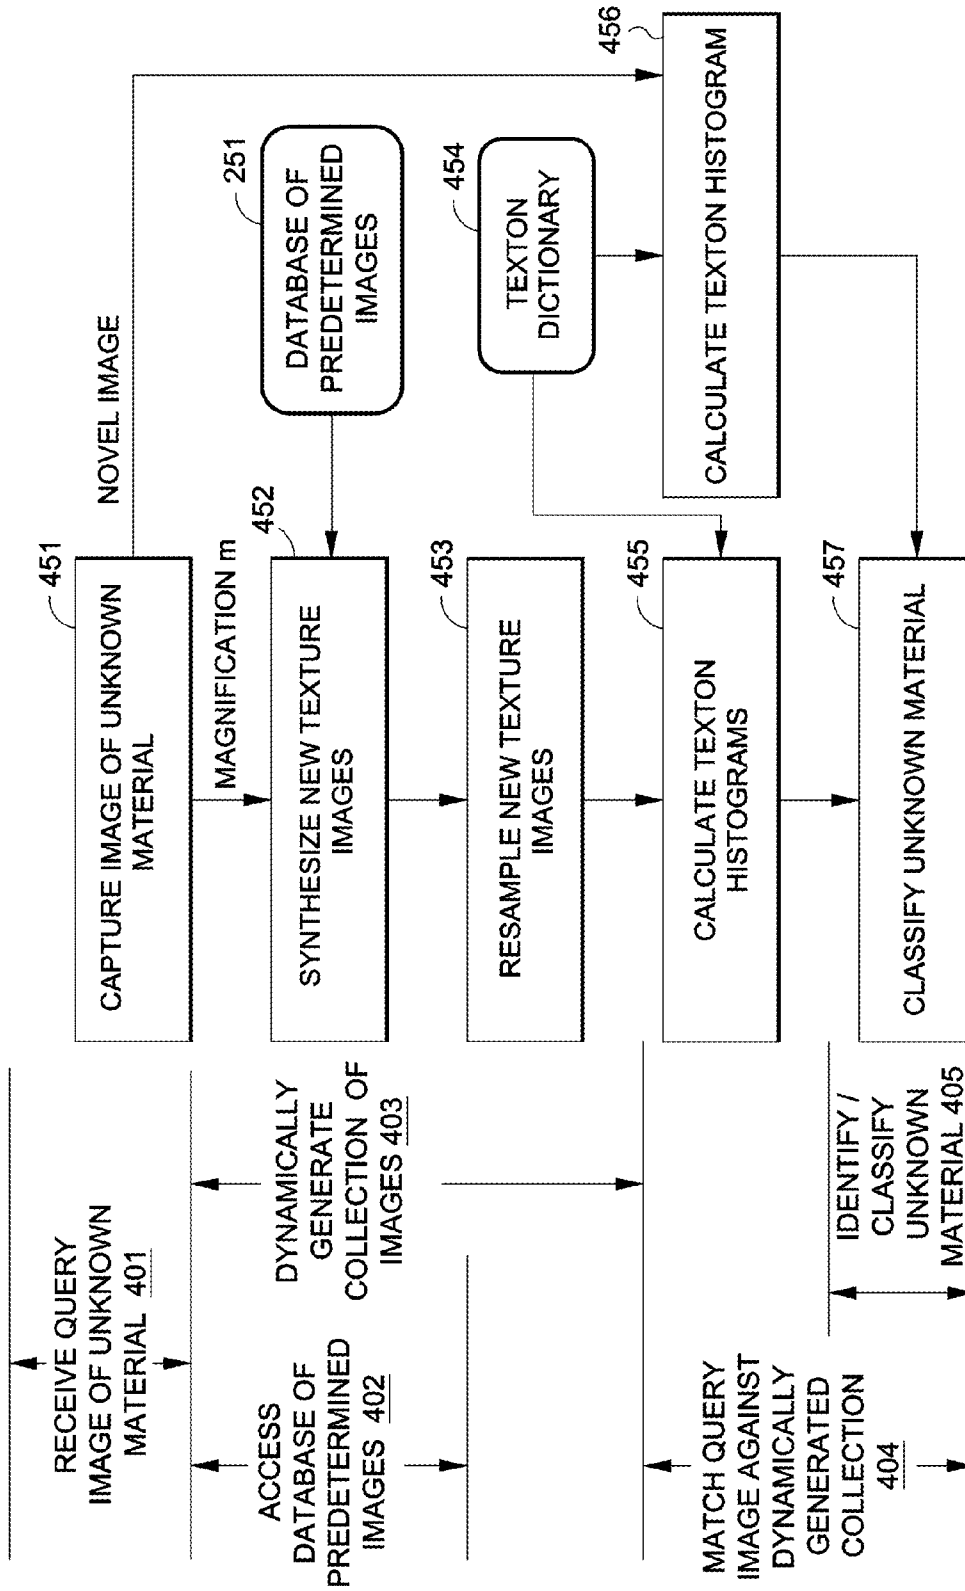 RECEIVE QUERY
IMAGE OF UNKNOWN
MATERIAL 401
ACCESS
DATABASE OF
PREDETERMINED
IMAGES 402
DYNAMICALLY
GENERATE
COLLECTION OF
IMAGES 403
MATCH QUERY
IMAGE AGAINST
DYNAMICALLY
GENERATED
COLLECTION
404
IDENTIFY /
CLASSIFY
UNKNOWN
MATERIAL 405
451
CAPTURE IMAGE OF UNKNOWN
MATERIAL
NOVEL IMAGE
MAGNIFICATION m
452
SYNTHESIZE NEW TEXTURE
IMAGES
251
DATABASE OF
PREDETERMINED
IMAGES
453
RESAMPLE NEW TEXTURE
IMAGES
454
TEXTON
DICTIONARY
455
CALCULATE TEXTON
HISTOGRAMS
456
CALCULATE TEXTON HISTOGRAM
457
CLASSIFY UNKNOWN MATERIAL